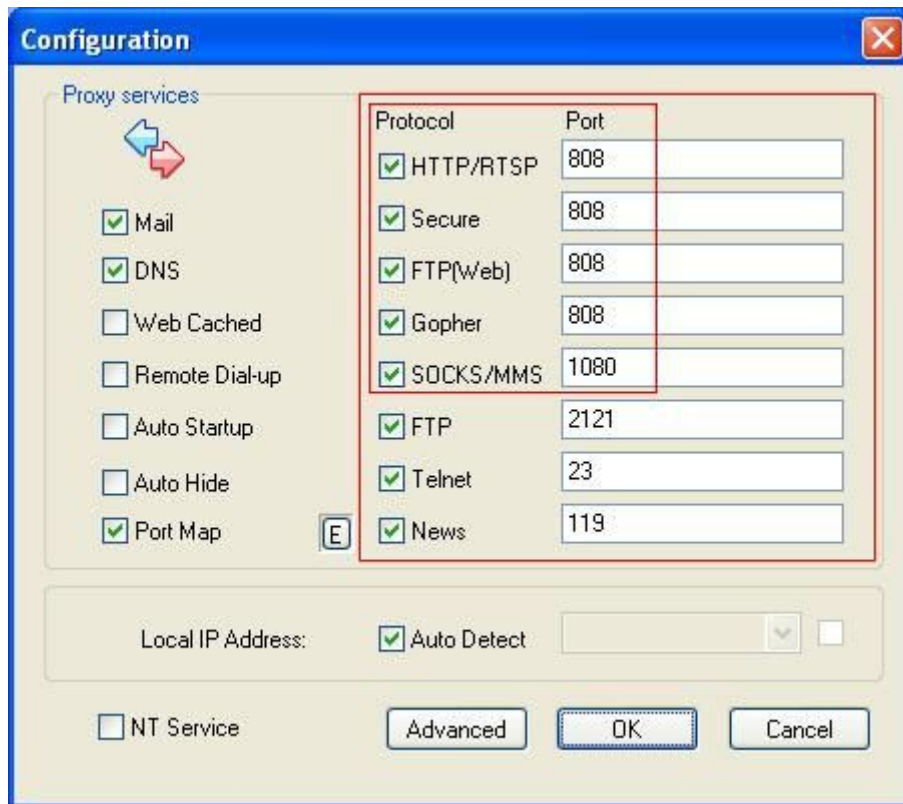 Configuration
Proxy services
Protocol Port
HTTP/RTSP 808
Mail Secure 808
DNS FTP(Web) 808
Web Cached Gopher 808
Remote Dial-up SOCKS/MMS 1080
Auto Startup FTP 2121
Auto Hide Telnet 23
Port Map E News 119
Local IP Address: Auto Detect
NT Service Advanced OK Cancel